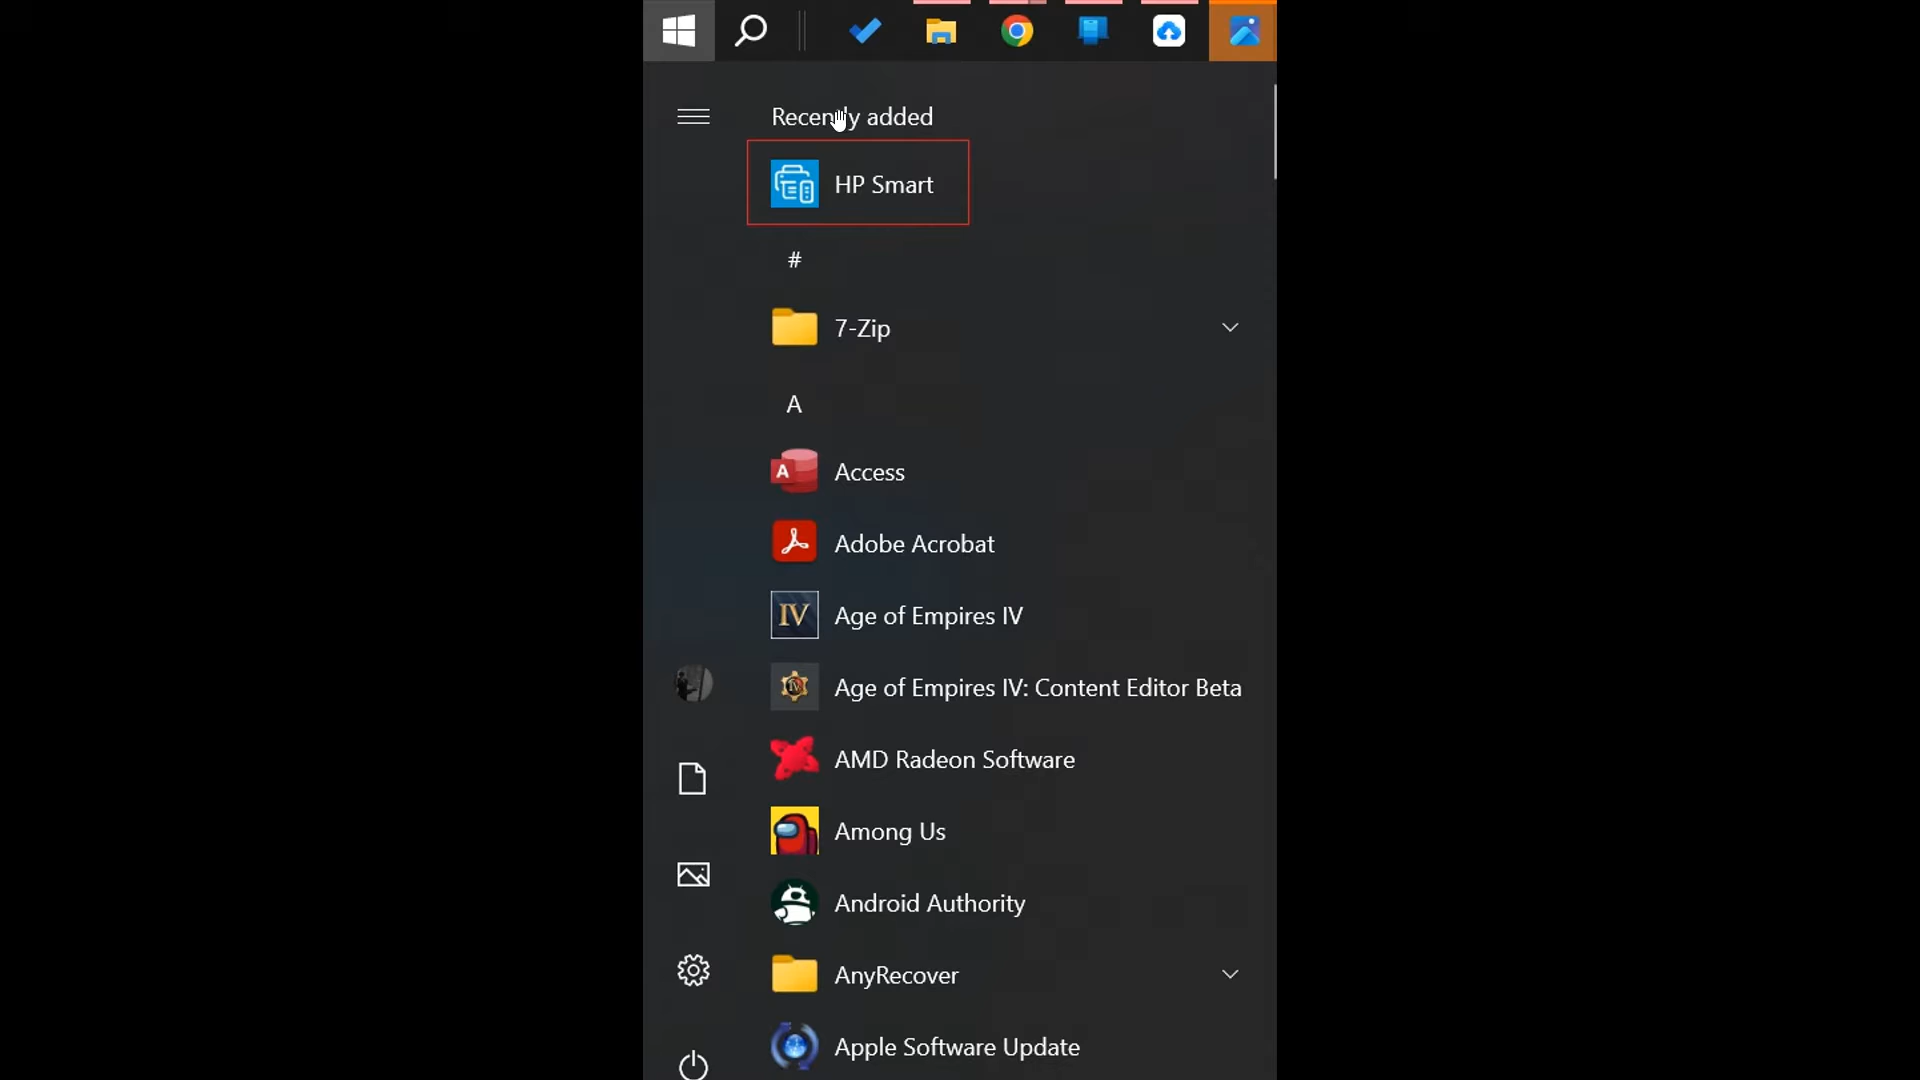 Recently added
HP Smart
#
7-Zip
A
A
Access
Adobe Acrobat
IV
Age of Empires IV
IV
Age of Empires IV: Content Editor Beta
AMD Radeon Software
Among Us
Android Authority
AnyRecover
Apple Software Update